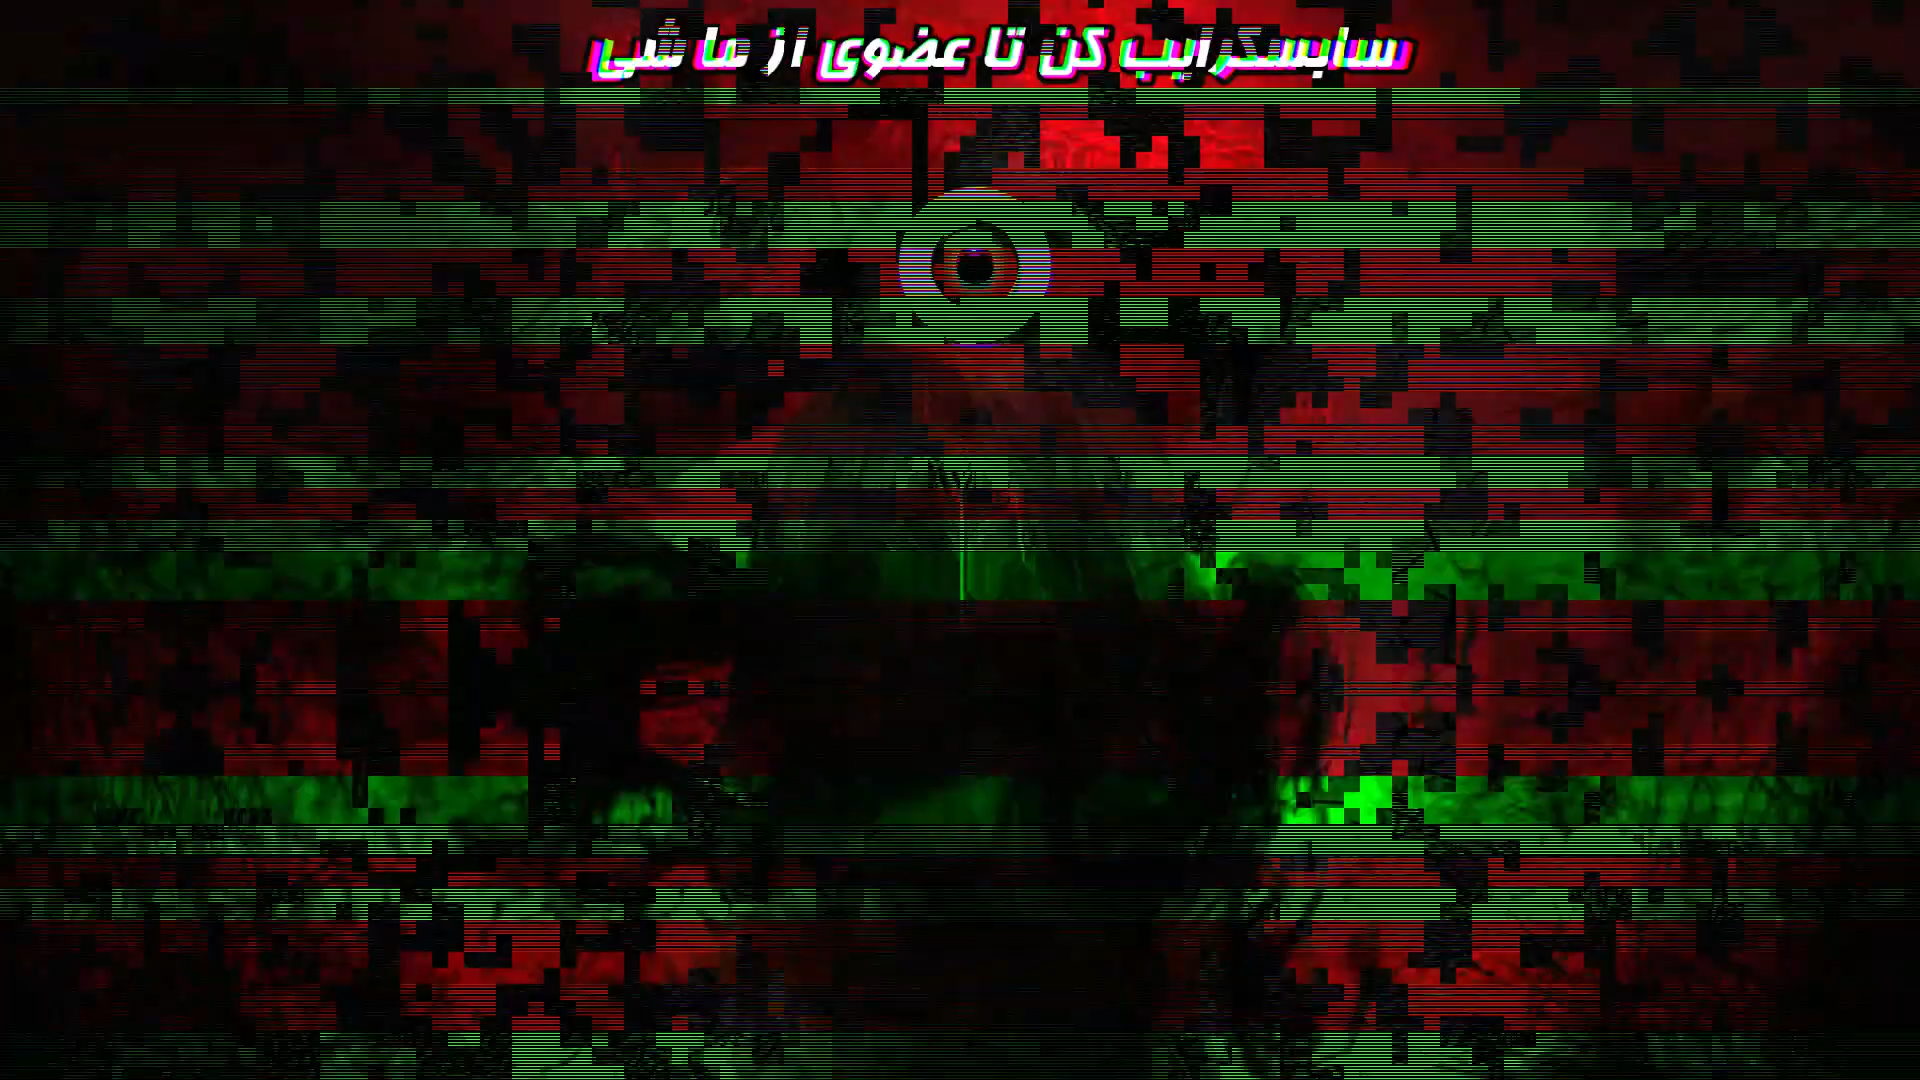 سابسکرایب کن تا عضوی از ما شی